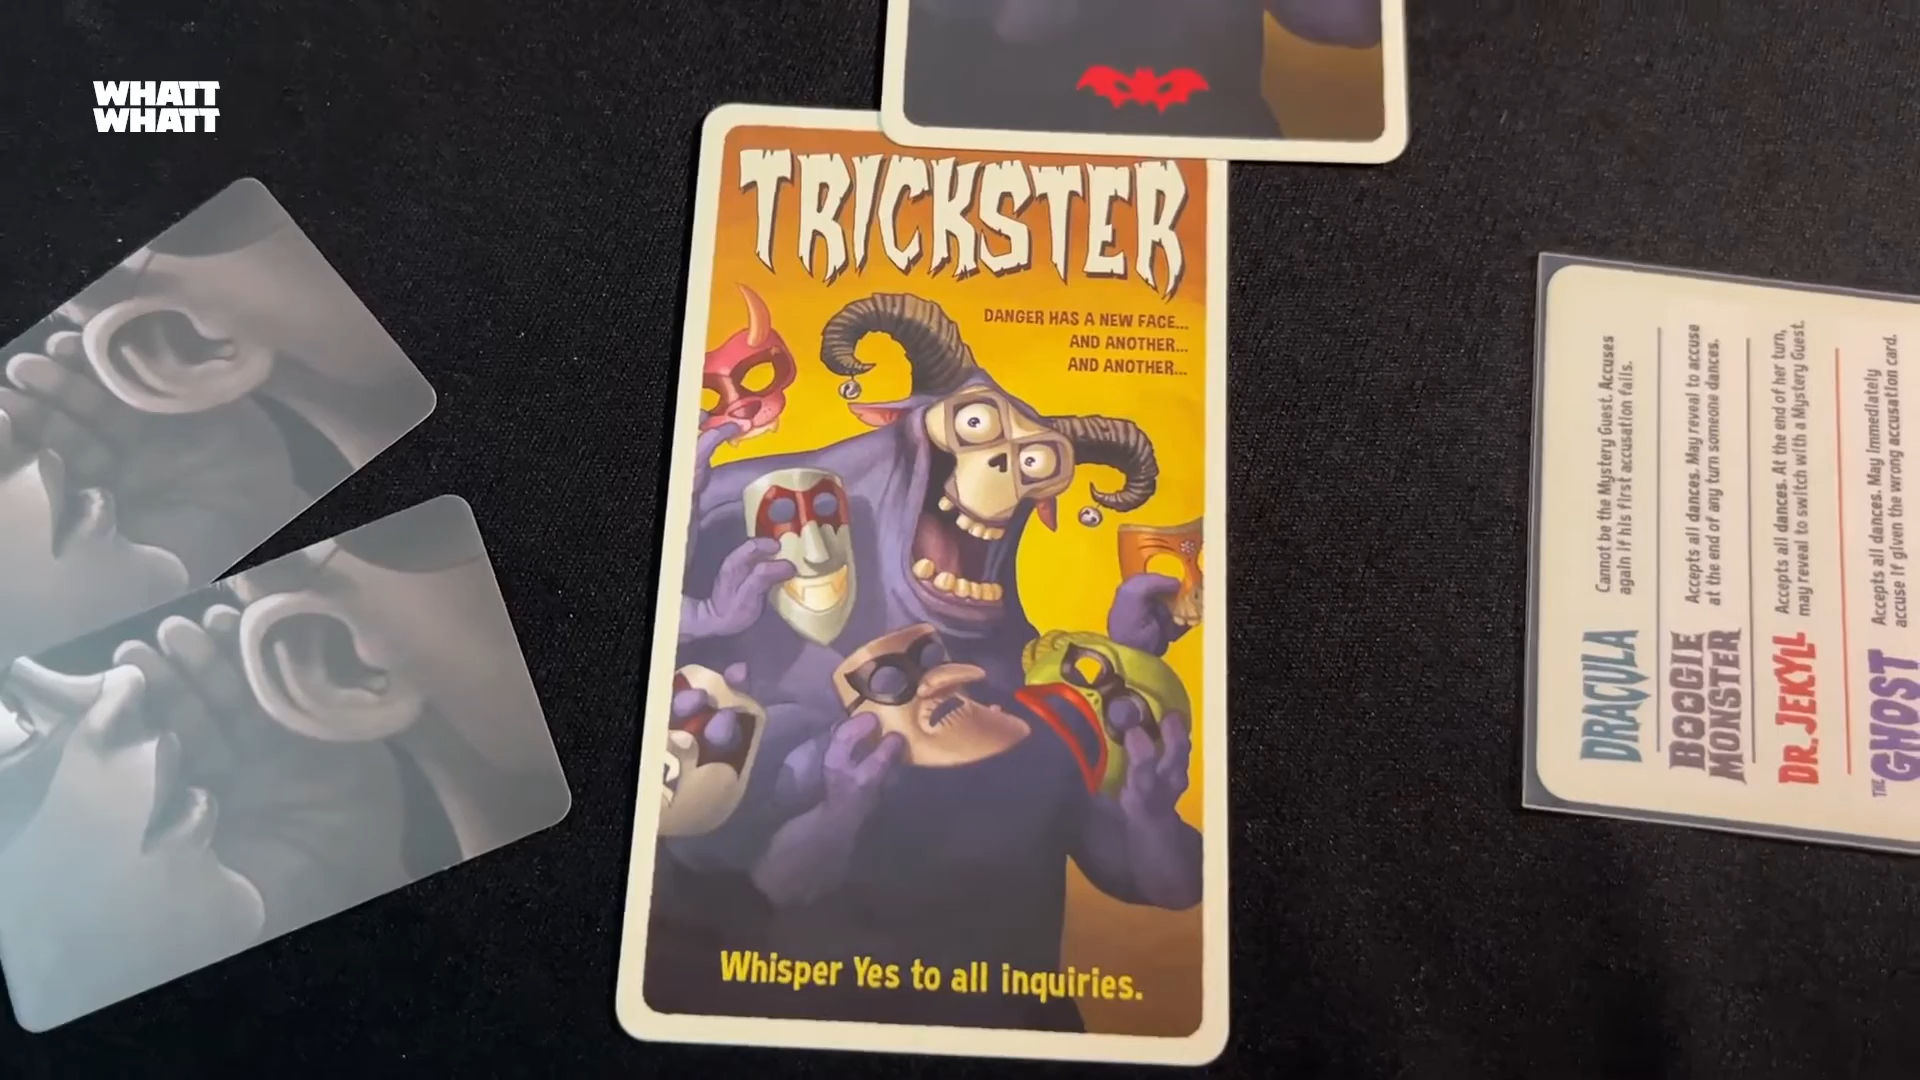 WHATT
WHATT
TRICKSTER
DANGER HAS A NEW FACE...
AND ANOTHER...
AND ANOTHER...
Whisper Yes to all inquiries.
DRACULA
Cannot be the Mystery Guest. Accuses
again if his first accusation fails.
BOOGIE
MONSTER
Accepts all dances. May reveal to accuse
at the end of any turn someone dances.
DR. JEKYLL
Accepts all dances. At the end of her turn,
may reveal to switch with a Mystery Guest.
THE GHOST
Accepts all dances. May immediately
accuse if given the wrong accusation card.